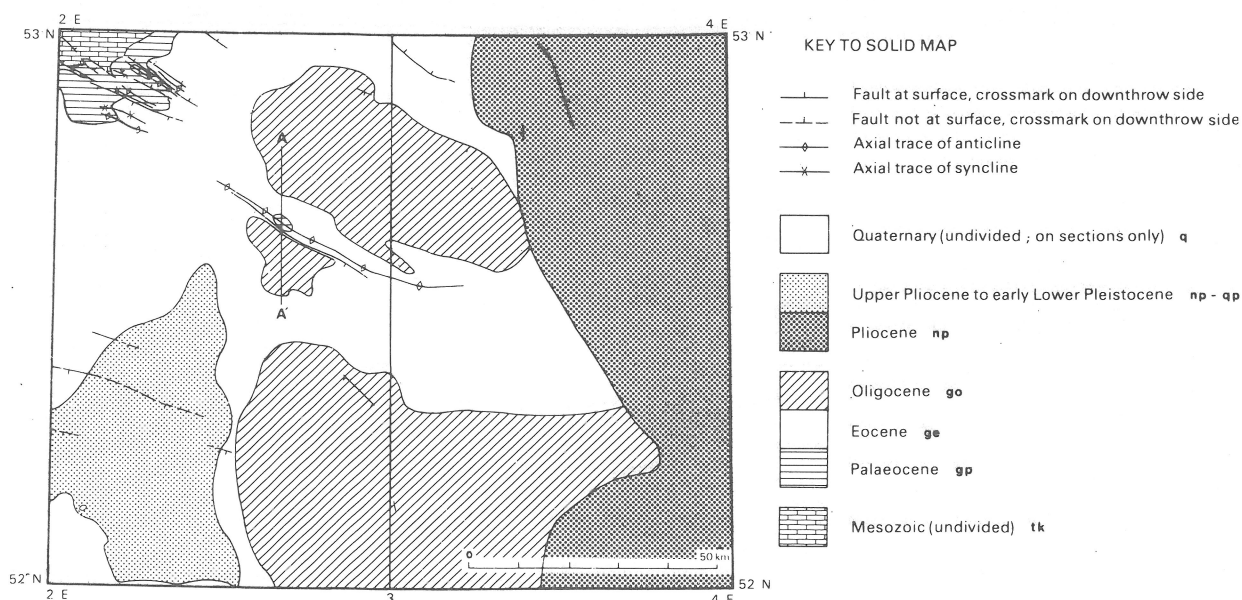 2 E
4 E
53 N
53 N
KEY TO SOLID MAP
Fault at surface, crossmark on downthrow side
Fault not at surface, crossmark on downthrow side
Axial trace of anticline
Axial trace of syncline
A
A'
Quaternary (undivided ; on sections only) q
Upper Pliocene to early Lower Pleistocene np - qp
Pliocene np
Oligocene go
Eocene ge
Palaeocene gp
Mesozoic (undivided) tk
0 50 km
52° N
52 N
2 E
3
4 E